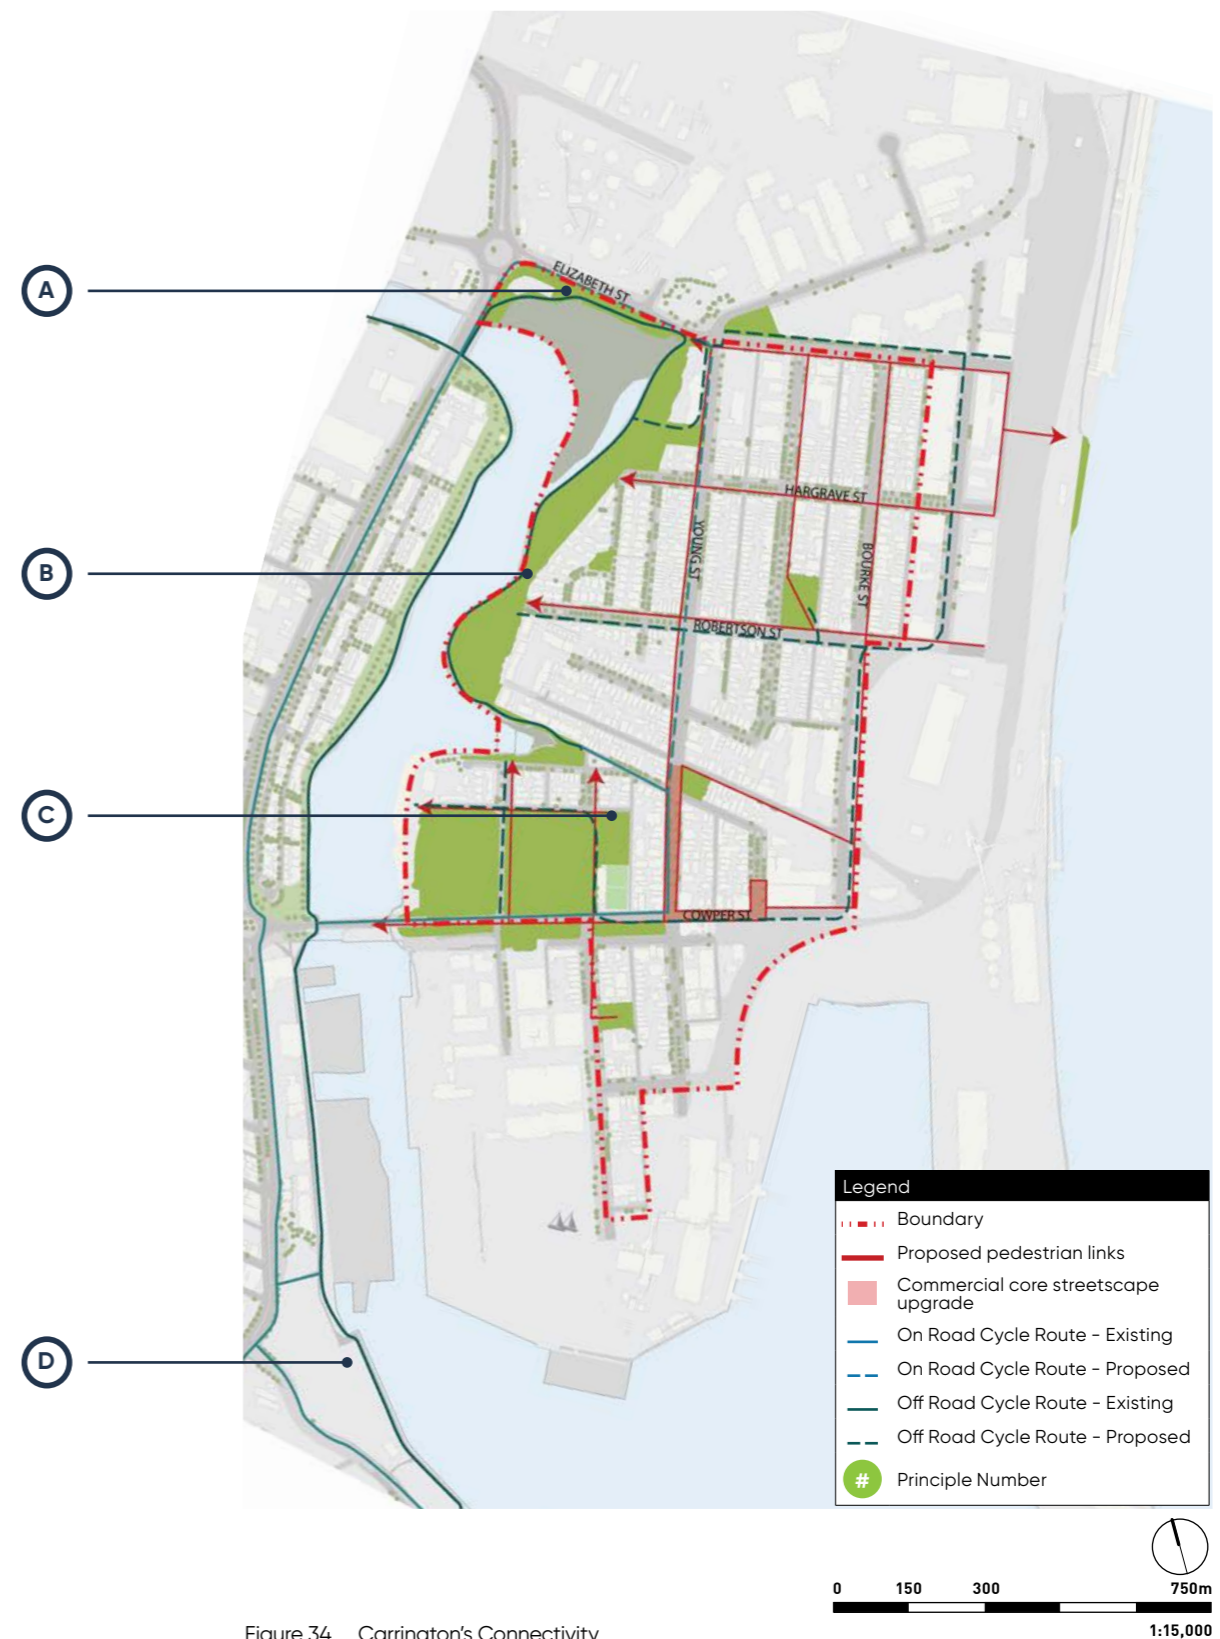 A
ELIZABETH ST
HARGRAVE ST
B
YOUNG ST
BOURKE ST
ROBERTSON ST
C
COWPER ST
D
Legend
Boundary
Proposed pedestrian links
Commercial core streetscape
upgrade
On Road Cycle Route - Existing
On Road Cycle Route - Proposed
Off Road Cycle Route - Existing
Off Road Cycle Route - Proposed
# Principle Number
0 150 300 750m
1:15,000
Figure 34 Carrington's Connectivity